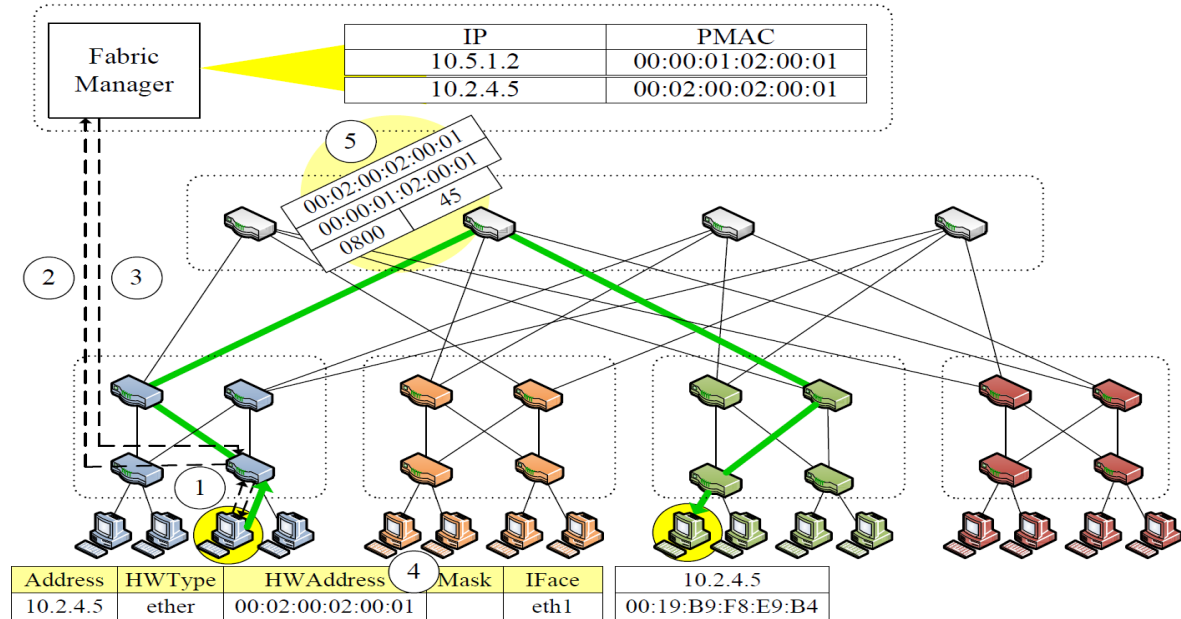 Fabric
Manager
IP PMAC
10.5.1.2 00:00:01:02:00:01
10.2.4.5 00:02:00:02:00:01
5
00:02:00:02:00:01
00:00:01:02:00:01
0800 45
2 3
1
4
Address HWType HWAddress Mask IFace
10.2.4.5 ether 00:02:00:02:00:01 eth1
10.2.4.5
00:19:B9:F8:E9:B4